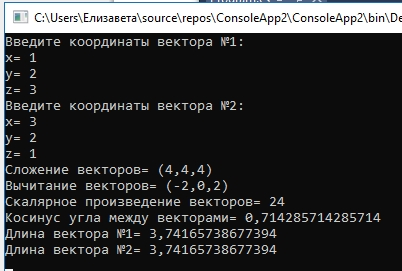 C:\Users\Елизавета\source\repos\ConsoleApp2\ConsoleApp2\bin\De
Введите координаты вектора №1:
x= 1
y= 2
z= 3
Введите координаты вектора №2:
x= 3
y= 2
z= 1
Сложение векторов= (4,4,4)
Вычитание векторов= (-2,0,2)
Скалярное произведение векторов= 24
Косинус угла между векторами= 0,714285714285714
Длина вектора №1= 3,74165738677394
Длина вектора №2= 3,74165738677394